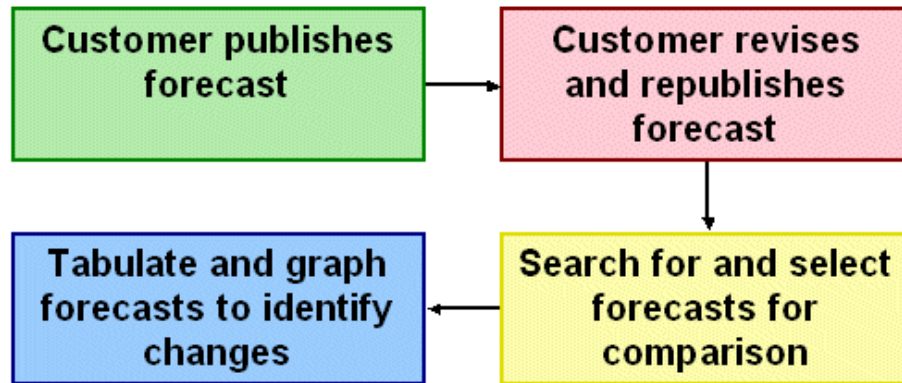 Customer publishes
forecast
Customer revises
and republishes
forecast
Search for and select
forecasts for
comparison
Tabulate and graph
forecasts to identify
changes